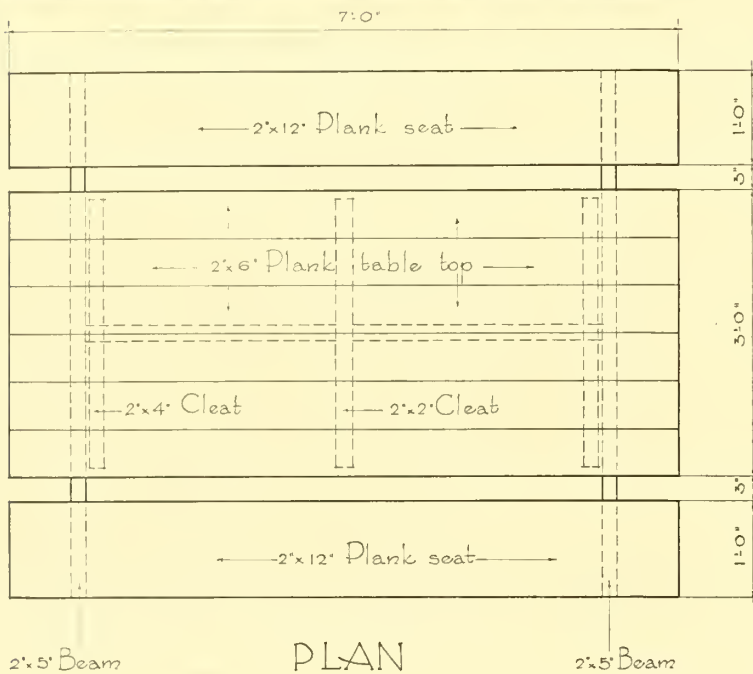 7'-0"
2"x12" Plank seat
1'-0"
3"
2"x6" Plank table top
3'-0"
2"x4" Cleat
2"x2" Cleat
3"
2"x12" Plank seat
1'-0"
2"x5" Beam
PLAN
2"x5" Beam